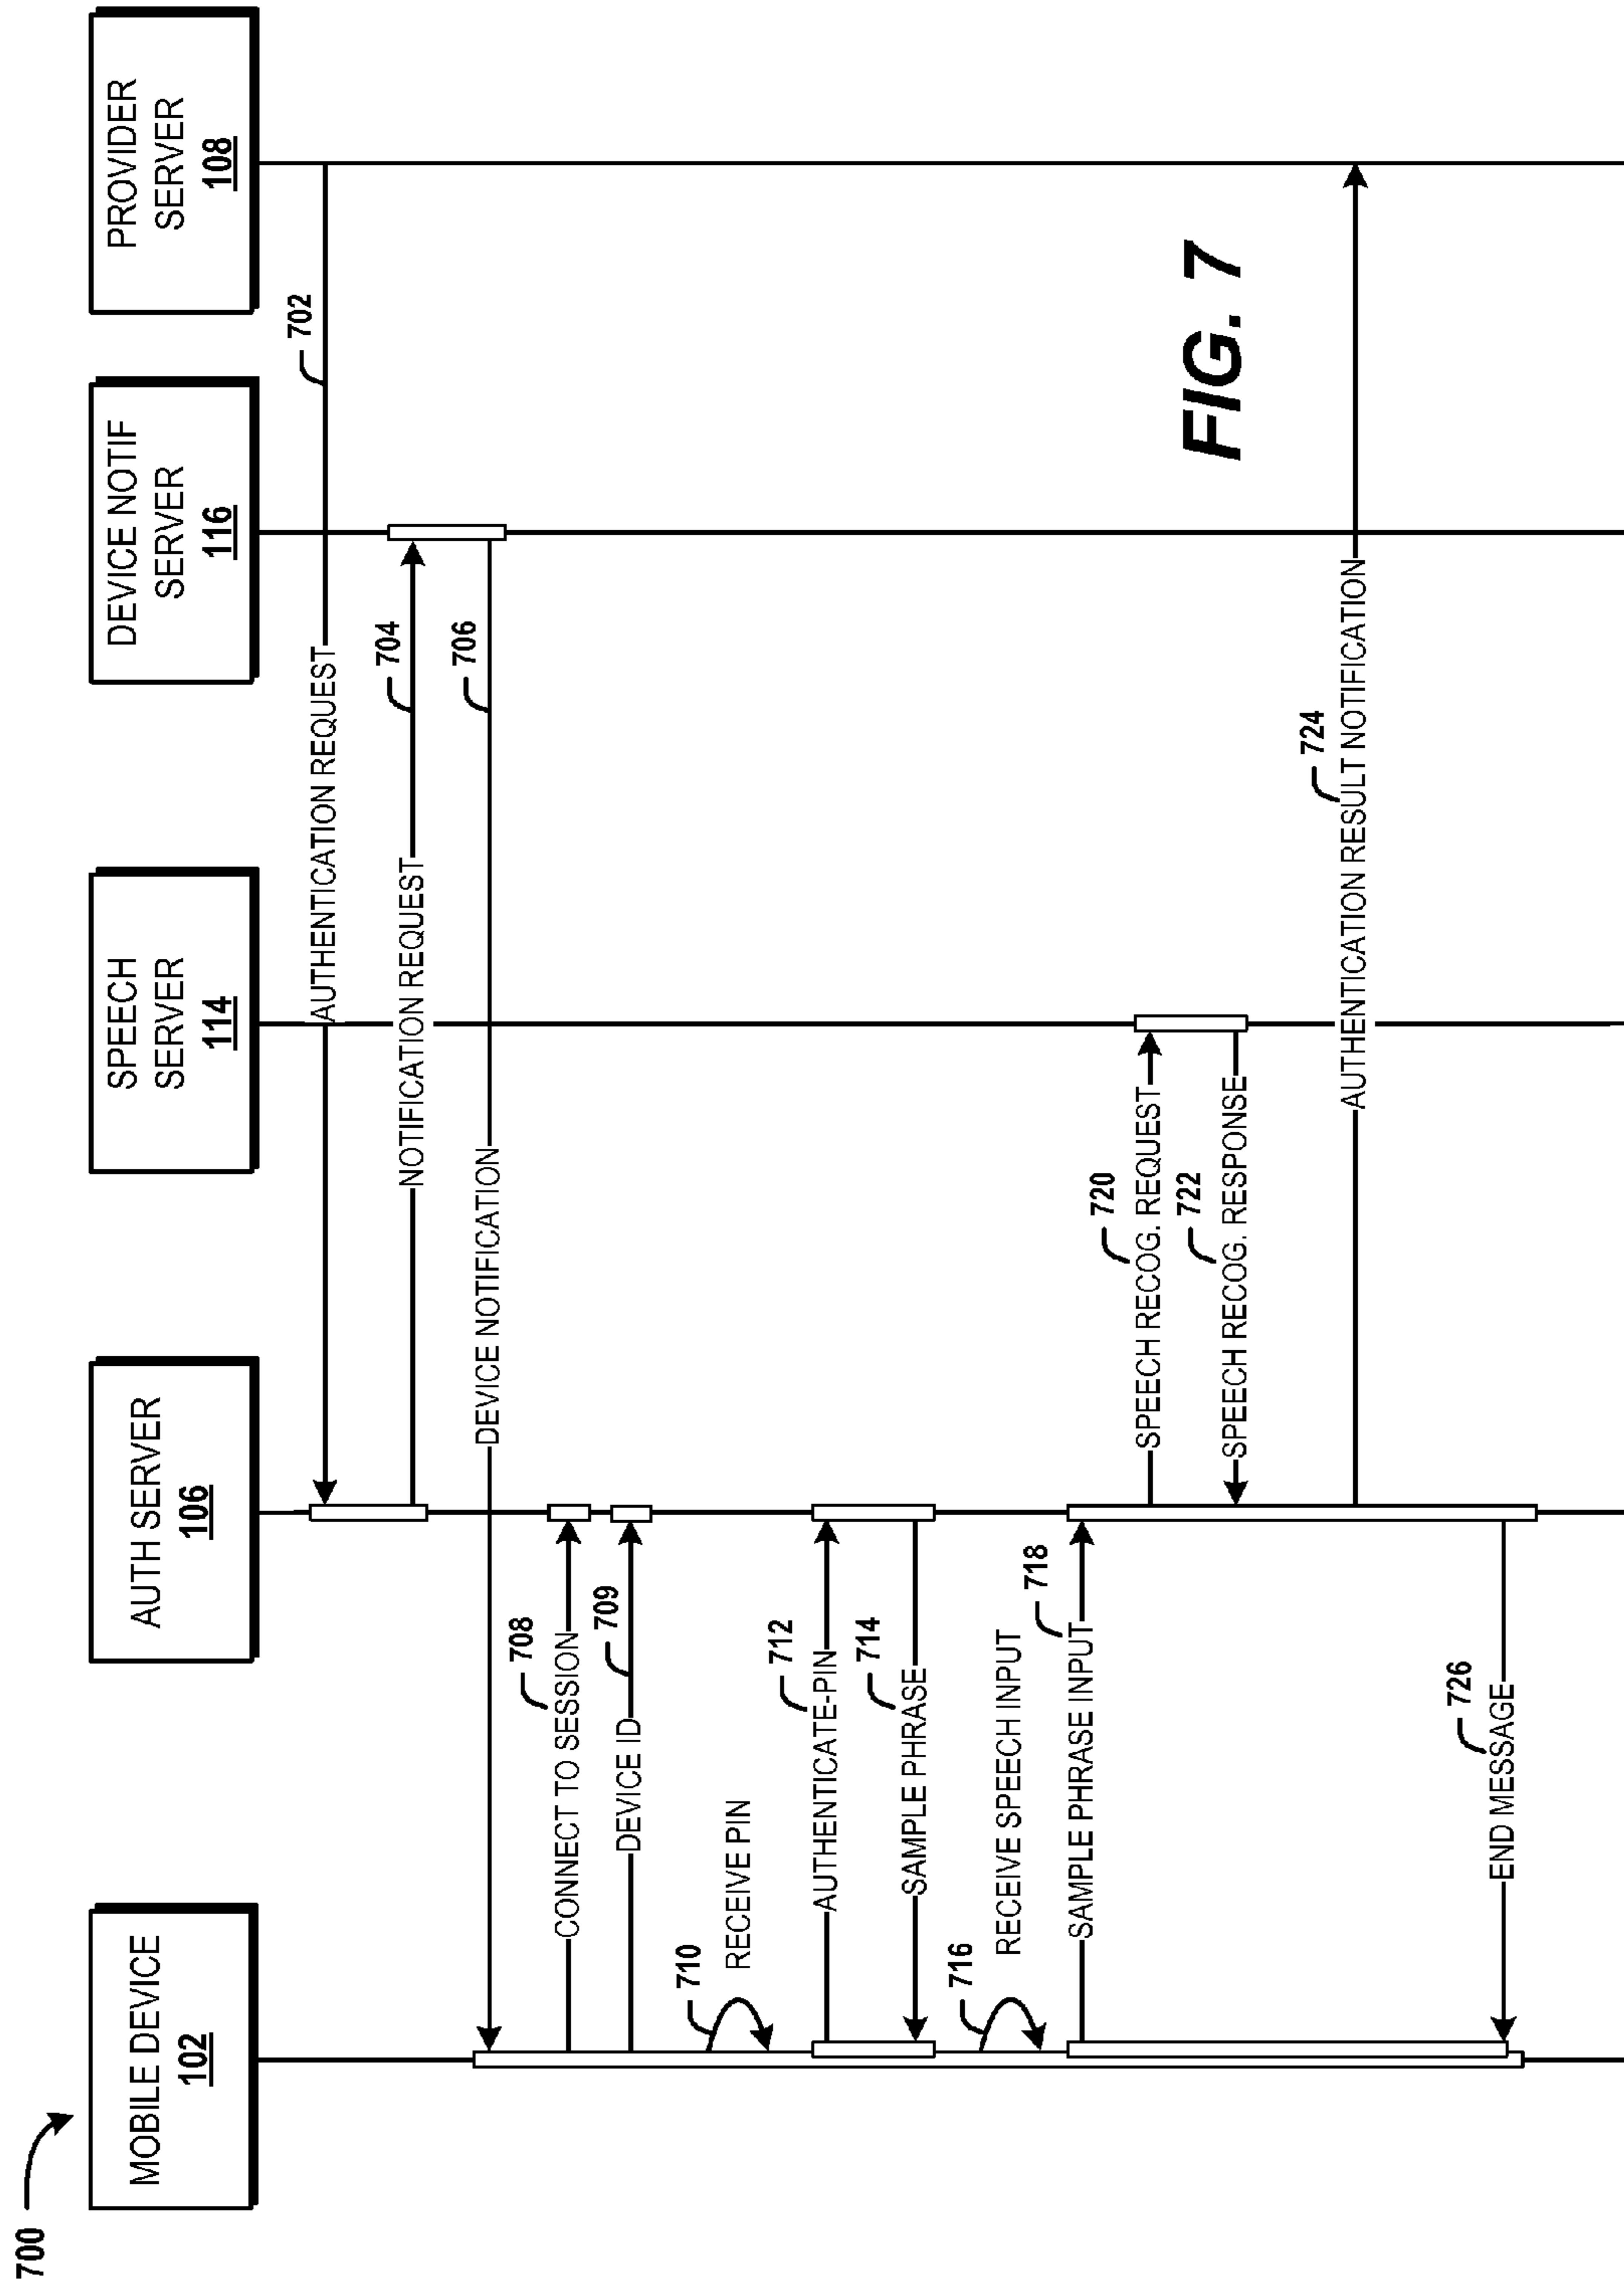 700
MOBILE DEVICE
102
AUTH SERVER
106
SPEECH
SERVER
114
DEVICE NOTIF
SERVER
116
PROVIDER
SERVER
108
702
AUTHENTICATION REQUEST
704
NOTIFICATION REQUEST
706
DEVICE NOTIFICATION
708
CONNECT TO SESSION
709
DEVICE ID
710
RECEIVE PIN
712
AUTHENTICATE-PIN
714
SAMPLE PHRASE
716
RECEIVE SPEECH INPUT
718
SAMPLE PHRASE INPUT
720
SPEECH RECOG. REQUEST
722
SPEECH RECOG. RESPONSE
724
AUTHENTICATION RESULT NOTIFICATION
726
END MESSAGE
FIG. 7